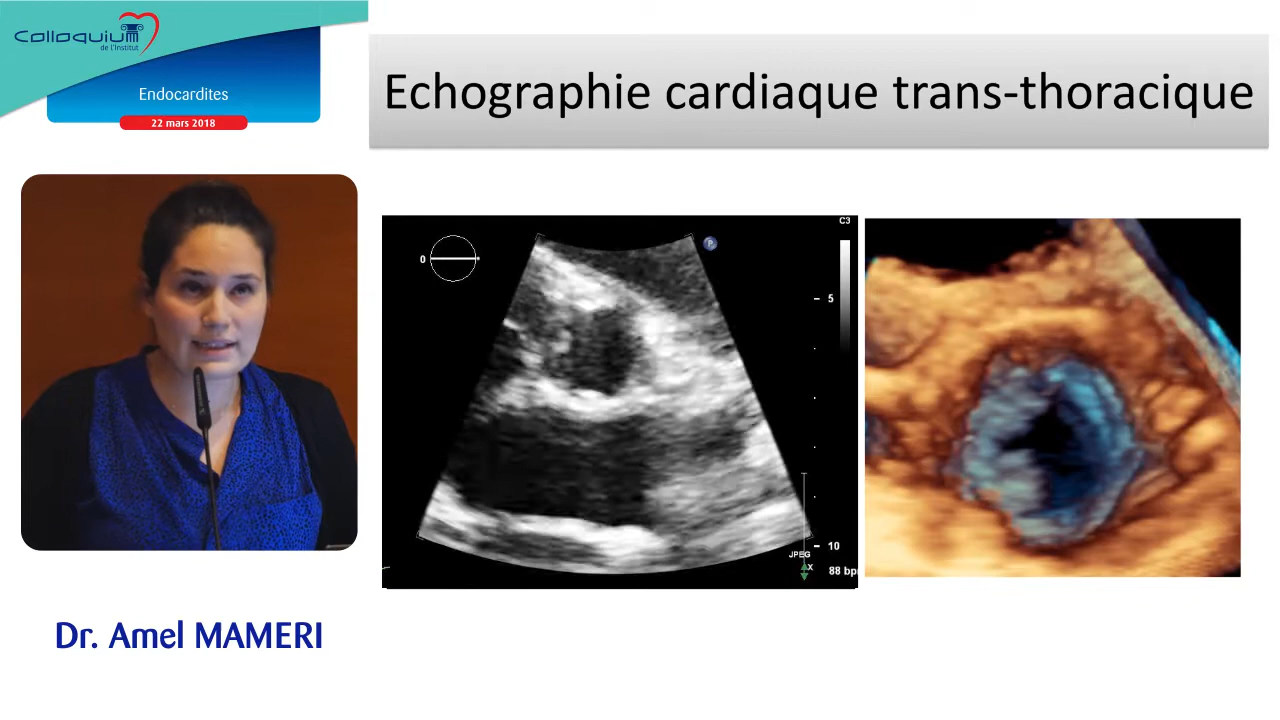 Colloquium
de l'Institut
Endocardites
22 mars 2018
Echographie cardiaque trans-thoracique
C3
0
P
5
10
JPEG
X
88 bp
Dr. Amel MAMERI